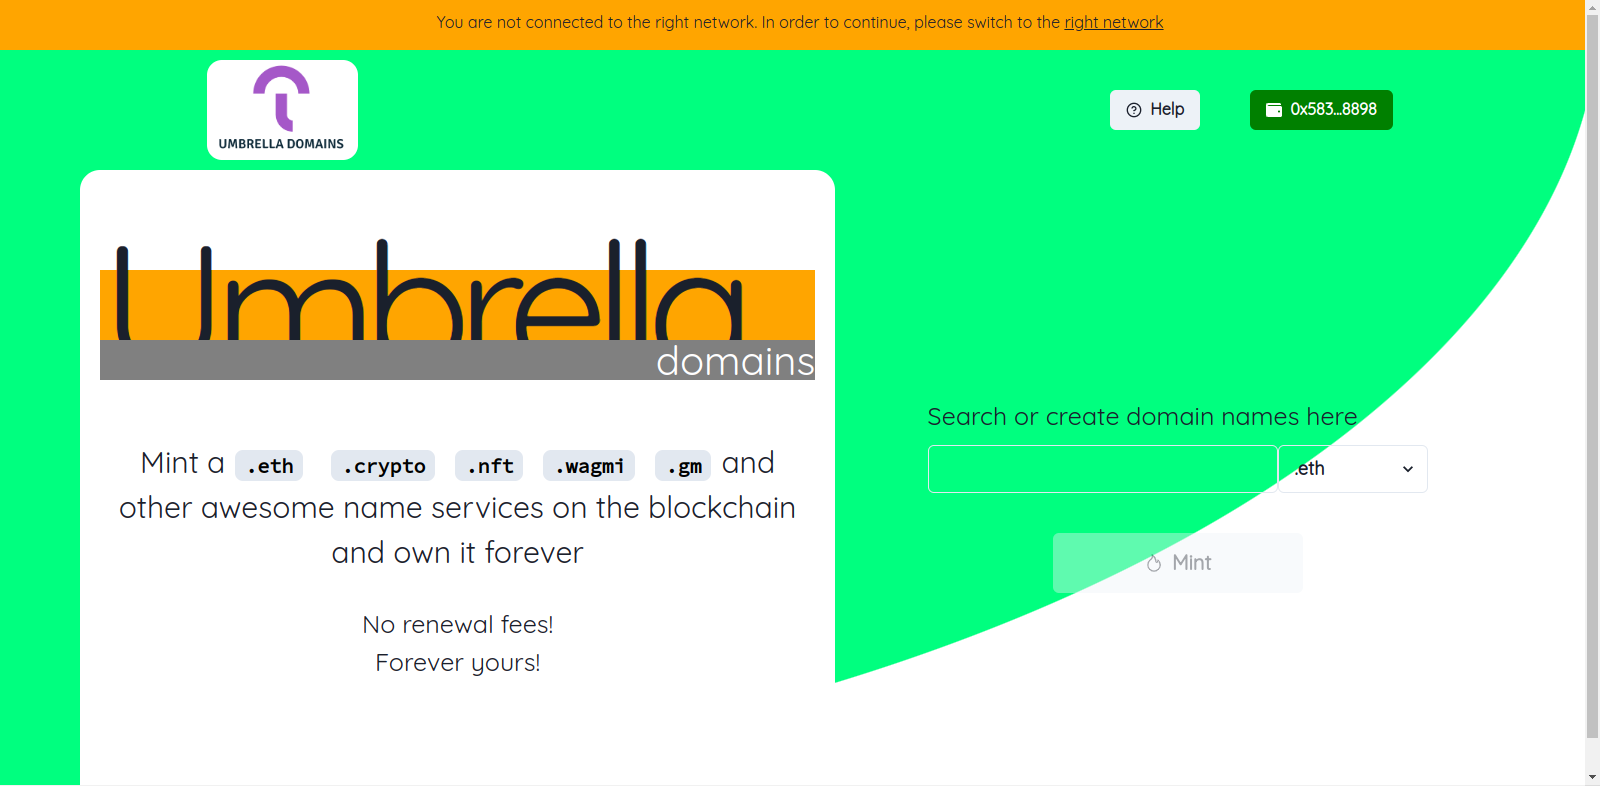 You are not connected to the right network. In order to continue, please switch to the right network
UMBRELLA DOMAINS
Help
0x583...8898
Umbrella
domains
Mint a .eth .crypto .nft .wagmi .gm and
other awesome name services on the blockchain
and own it forever
No renewal fees!
Forever yours!
Search or create domain names here
.eth
Mint